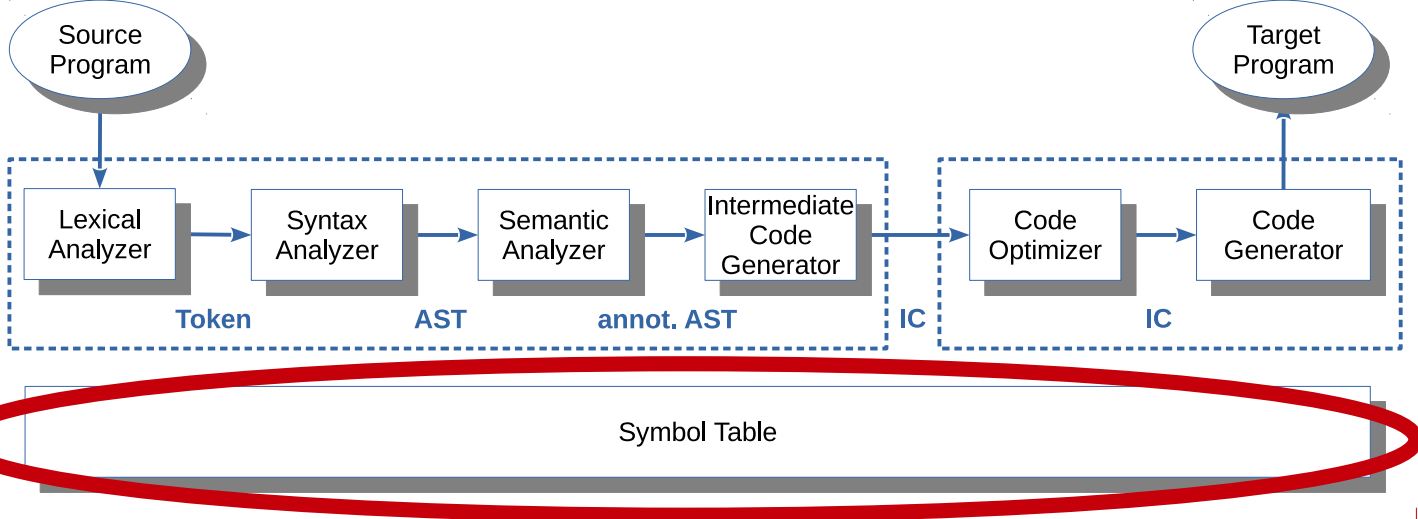 Source
Program
Target
Program
Lexical
Analyzer
Syntax
Analyzer
Semantic
Analyzer
Intermediate
Code
Generator
Code
Optimizer
Code
Generator
Token
AST
annot. AST
IC
IC
Symbol Table